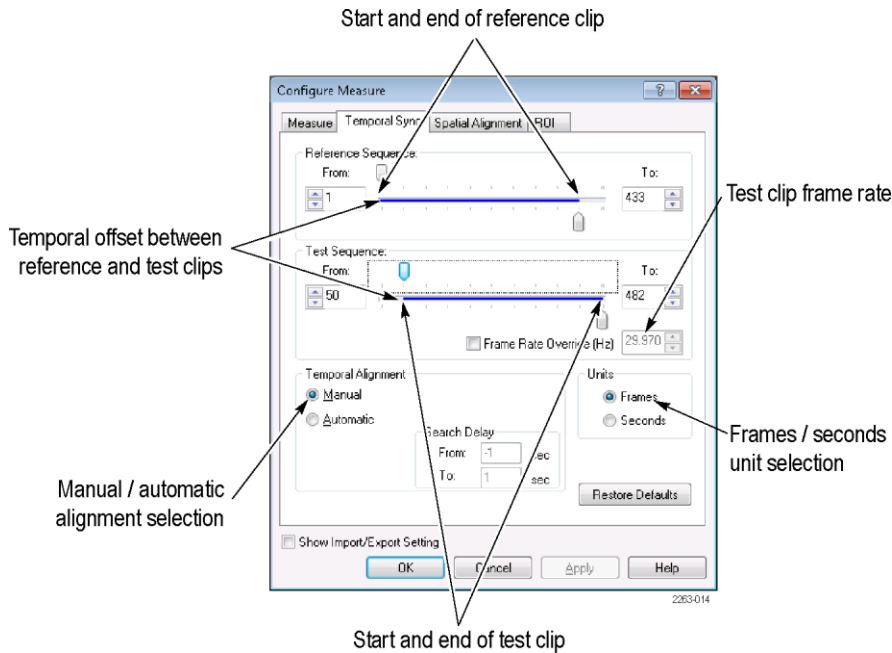 Start and end of reference clip
Configure Measure
Measure
Temporal Sync
Spatial Alignment
ROI
Reference Sequence:
From:
To:
1
433
Test clip frame rate
Temporal offset between
reference and test clips
Test Sequence:
From:
To:
50
482
Frame Rate Override (Hz)
29.970
Temporal Alignment
Manual
Automatic
Search Delay
From:
-1
sec
To:
1
sec
Units
Frames
Seconds
Frames / seconds
unit selection
Manual / automatic
alignment selection
Restore Defaults
Show Import/Export Setting
OK
Cancel
Apply
Help
2263-014
Start and end of test clip